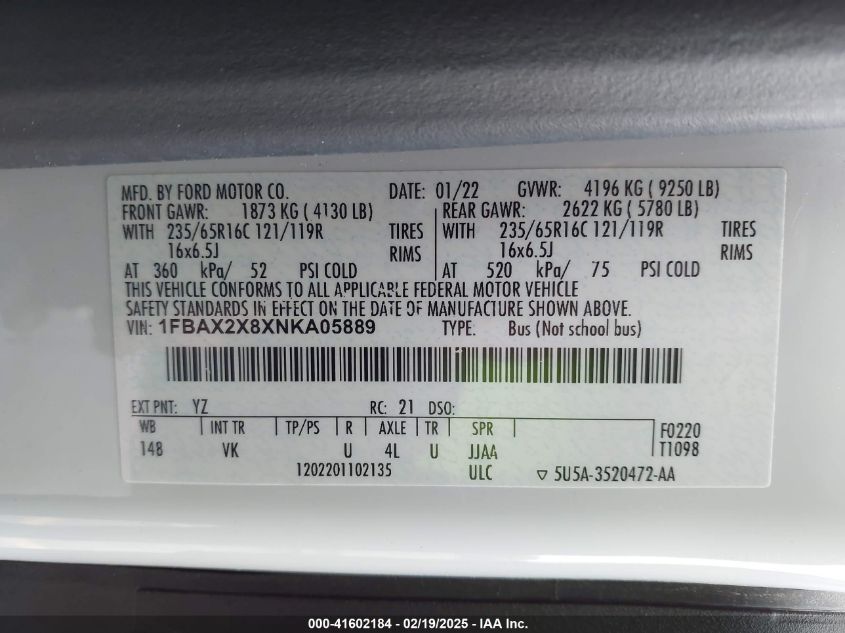 MFD. BY FORD MOTOR CO. DATE: 01/22 GVWR: 4196 KG ( 9250 LB)
FRONT GAWR: 1873 KG ( 4130 LB) REAR GAWR: 2622 KG ( 5780 LB)
WITH 235/65R16C 121/119R TIRES WITH 235/65R16C 121/119R TIRES
16x6.5J RIMS 16x6.5J RIMS
AT 360 kPa/ 52 PSI COLD AT 520 kPa/ 75 PSI COLD
THIS VEHICLE CONFORMS TO ALL APPLICABLE FEDERAL MOTOR VEHICLE
SAFETY STANDARDS IN EFFECT ON THE DATE OF MANUFACTURE SHOWN ABOVE.
VIN: 1FBAX2X8XNKA05889 TYPE: Bus (Not school bus)
EXT PNT: YZ RC: 21 DSO:
WB INT TR TP/PS R AXLE TR SPR F0220
148 VK U 4L U JJAA T1098
1202201102135 ULC ▽ 5U5A-3520472-AA
000-41602184 - 02/19/2025 - IAA Inc.